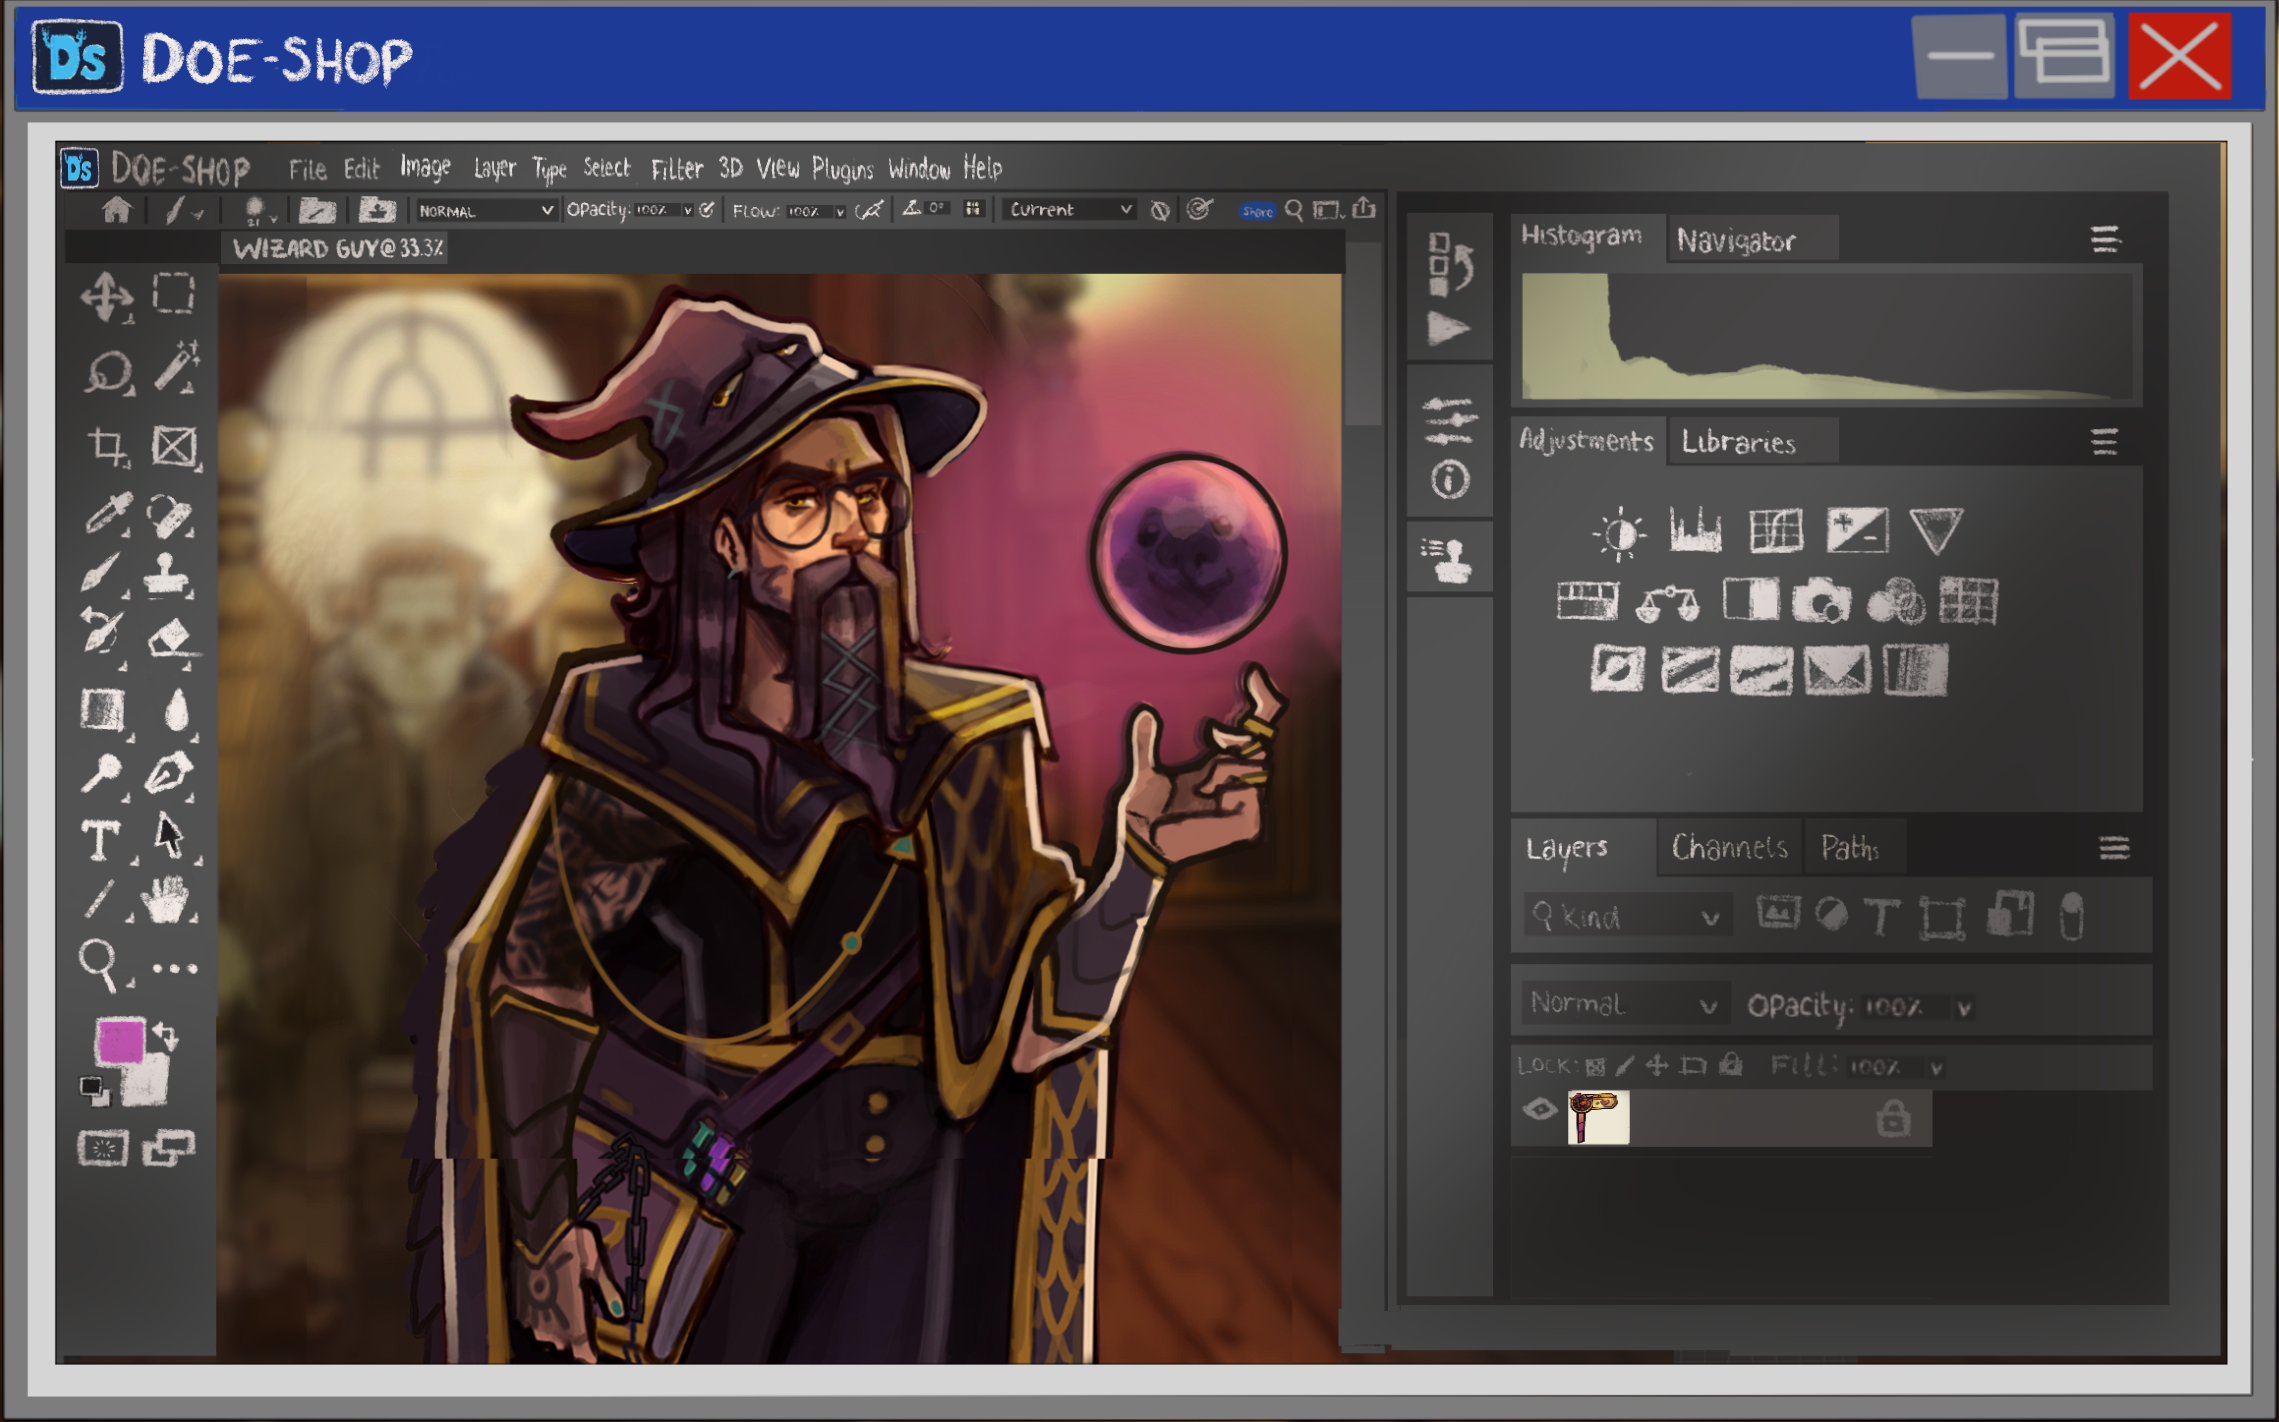 Ds DOE-SHOP
Ds DOE-SHOP File Edit Image Layer Type Select Filter 3D View Plugins Window Help
21 NORMAL OPACITY: 100% FLOW: 100% 0° Current Share
WIZARD GUY@33.3%
Histogram Navigator
Adjustments Libraries
T
Layers Channels Paths
Kind T
Normal Opacity: 100%
LOCK: Fill: 100%